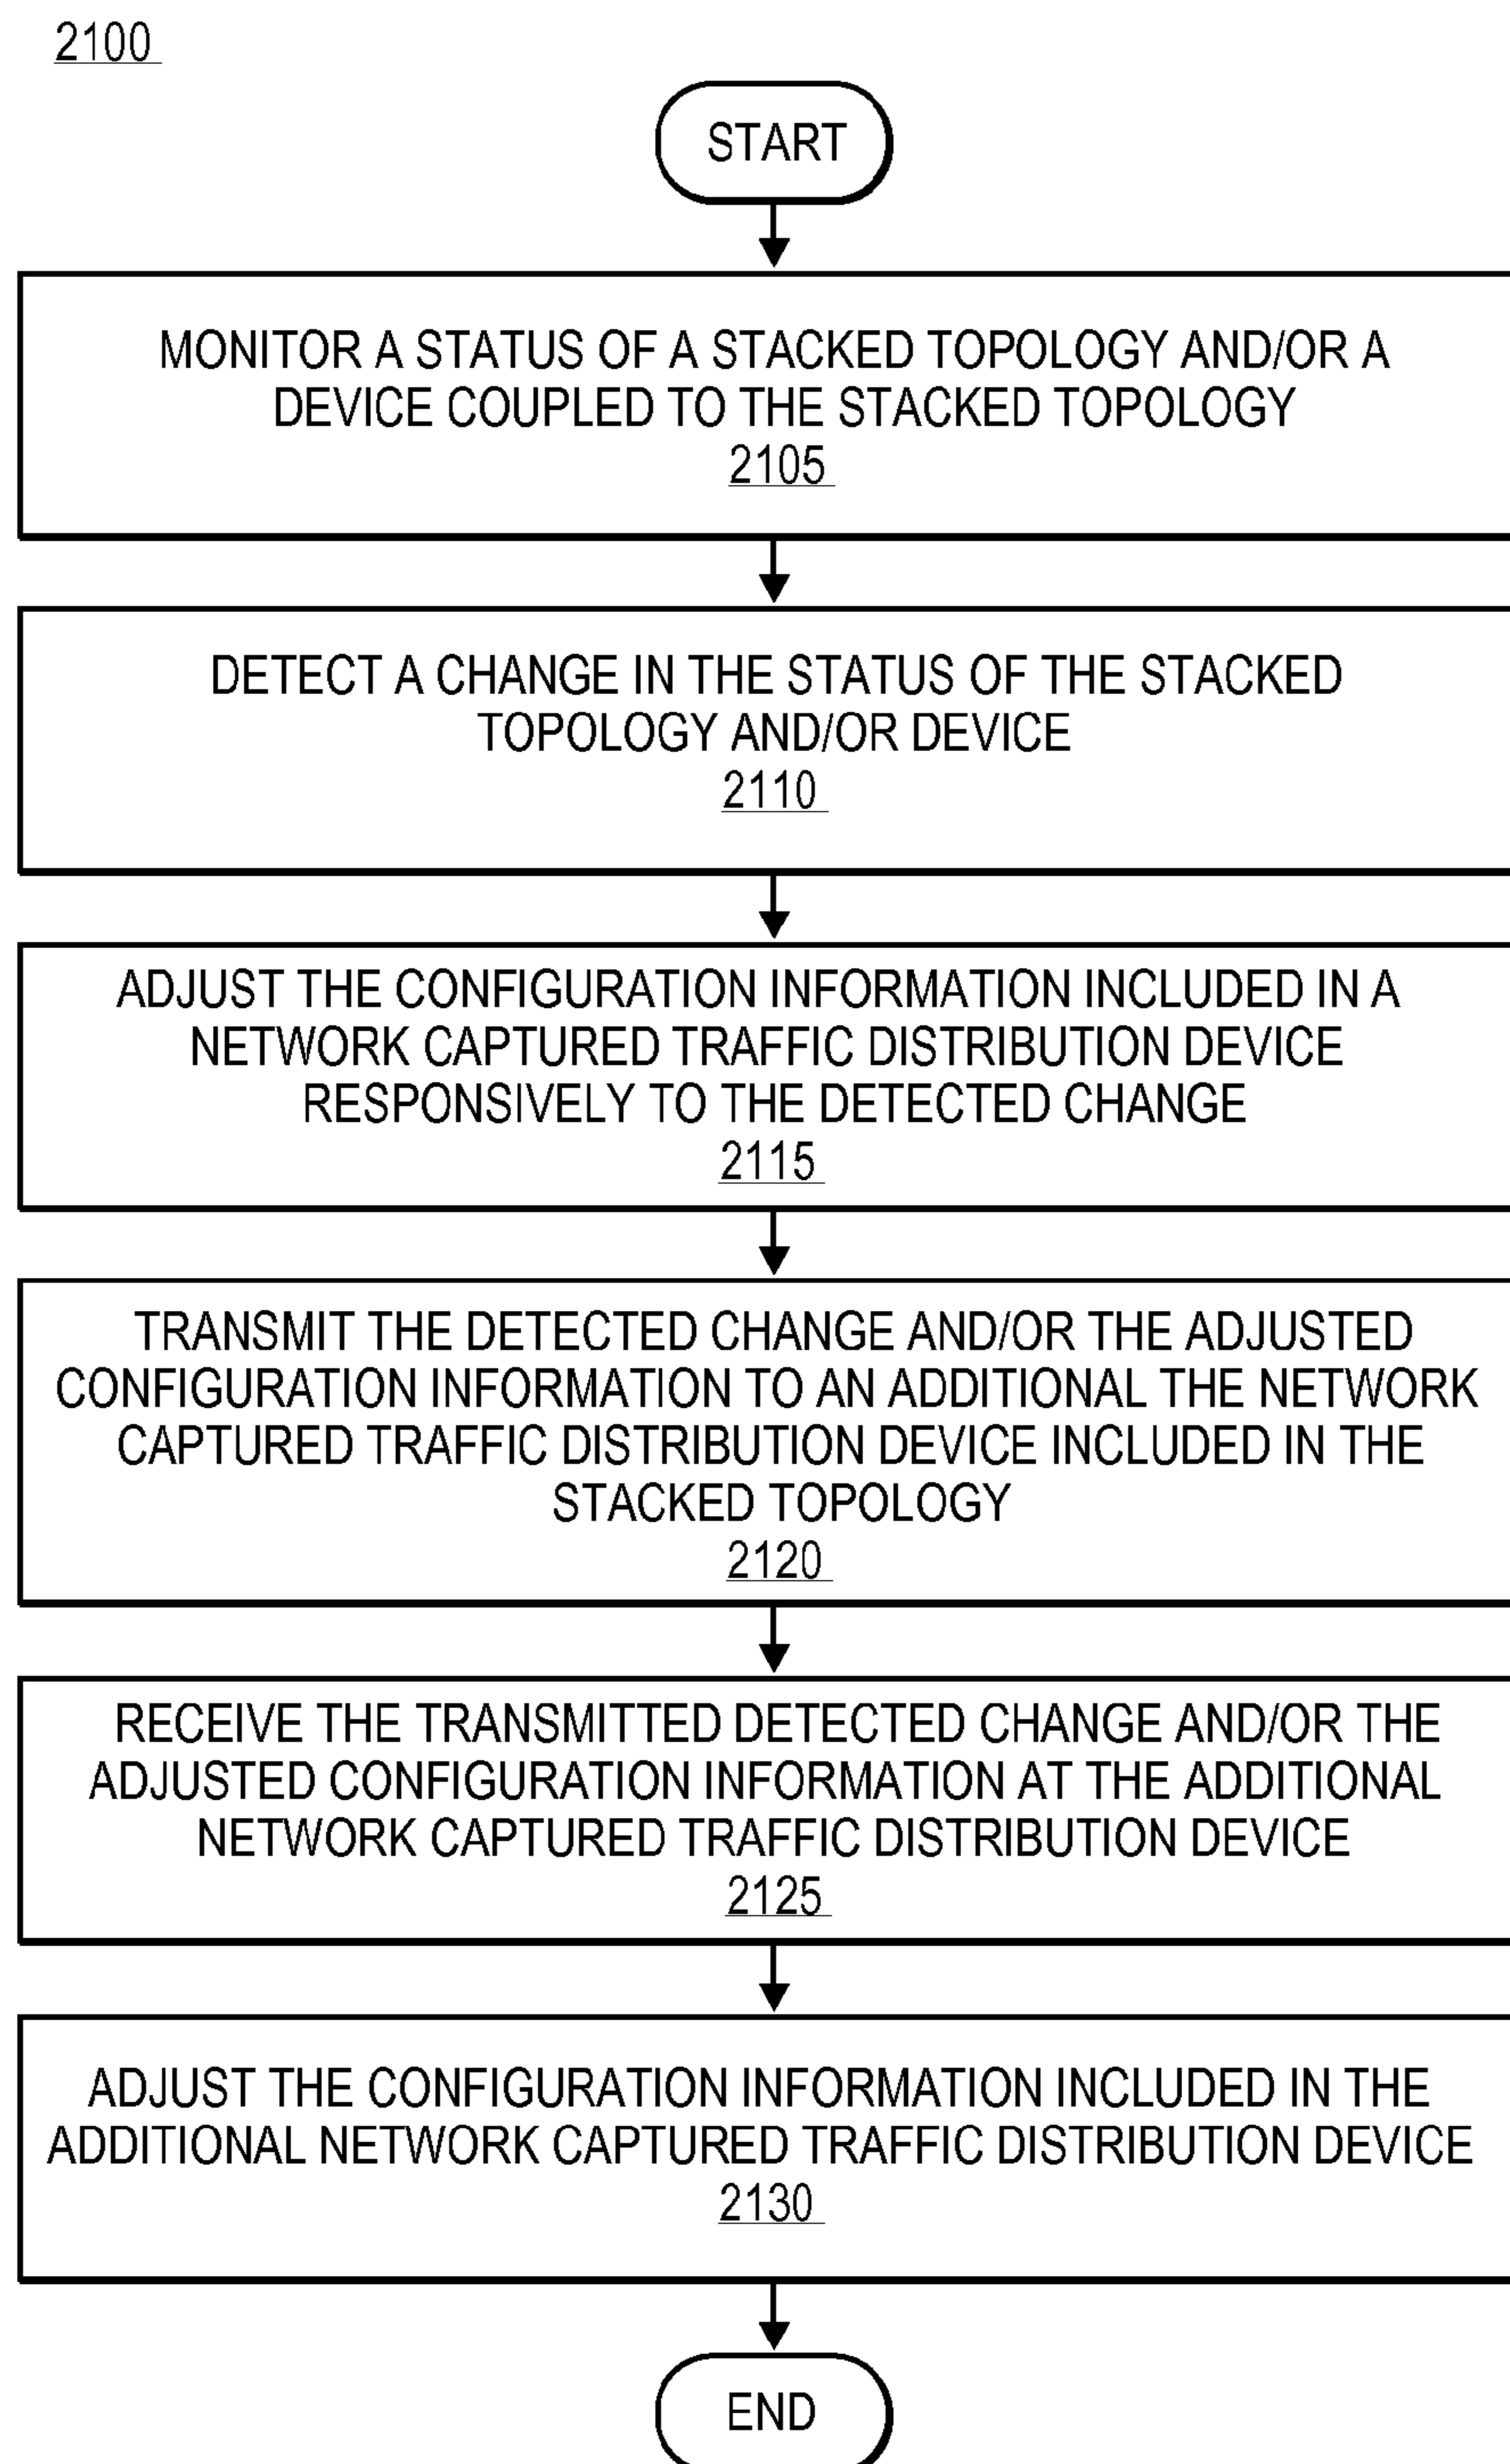 2100
START
MONITOR A STATUS OF A STACKED TOPOLOGY AND/OR A
DEVICE COUPLED TO THE STACKED TOPOLOGY
2105
DETECT A CHANGE IN THE STATUS OF THE STACKED
TOPOLOGY AND/OR DEVICE
2110
ADJUST THE CONFIGURATION INFORMATION INCLUDED IN A
NETWORK CAPTURED TRAFFIC DISTRIBUTION DEVICE
RESPONSIVELY TO THE DETECTED CHANGE
2115
TRANSMIT THE DETECTED CHANGE AND/OR THE ADJUSTED
CONFIGURATION INFORMATION TO AN ADDITIONAL THE NETWORK
CAPTURED TRAFFIC DISTRIBUTION DEVICE INCLUDED IN THE
STACKED TOPOLOGY
2120
RECEIVE THE TRANSMITTED DETECTED CHANGE AND/OR THE
ADJUSTED CONFIGURATION INFORMATION AT THE ADDITIONAL
NETWORK CAPTURED TRAFFIC DISTRIBUTION DEVICE
2125
ADJUST THE CONFIGURATION INFORMATION INCLUDED IN THE
ADDITIONAL NETWORK CAPTURED TRAFFIC DISTRIBUTION DEVICE
2130
END